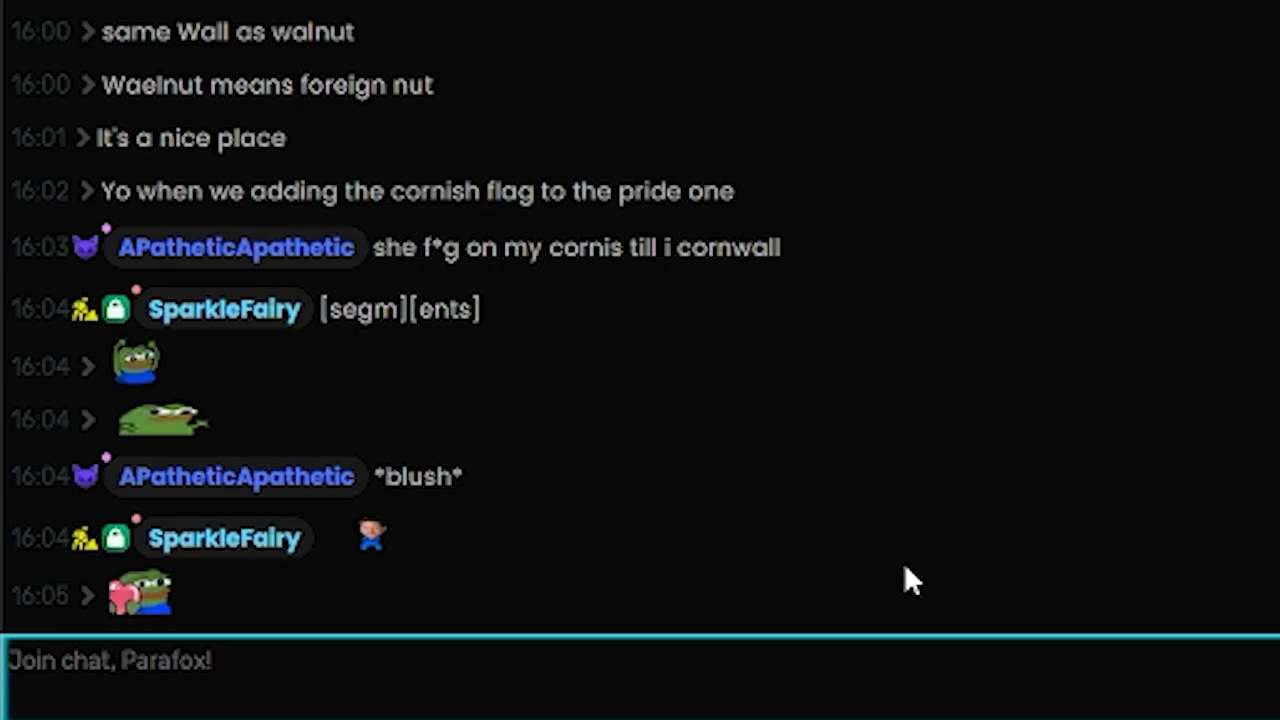 16:00 > same Wall as walnut
16:00 > Waelnut means foreign nut
16:01 > It's a nice place
16:02 > Yo when we adding the cornish flag to the pride one
16:03 APatheticApathetic she f*g on my cornis till i cornwall
16:04 SparkleFairy [segm][ents]
16:04 >
16:04 >
16:04 APatheticApathetic *blush*
16:04 SparkleFairy
16:05 >
Join chat, Parafox!